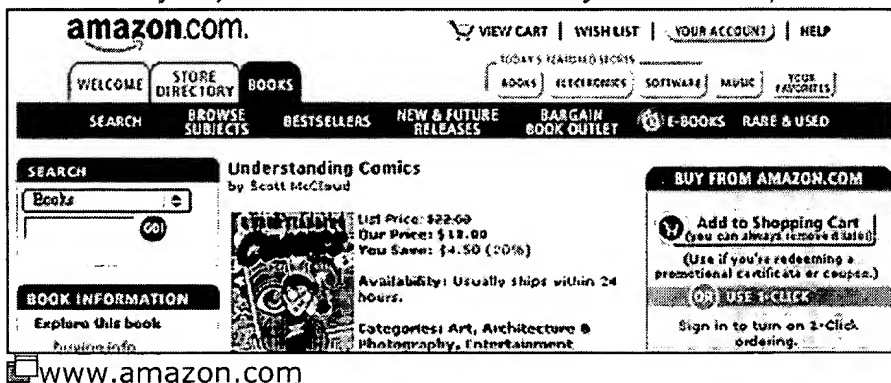 amazon.com.
VIEW CART | WISH LIST | YOUR ACCOUNT | HELP
WELCOME
STORE DIRECTORY
BOOKS
TODAY'S FEATURED STORES
BOOKS
ELECTRONICS
SOFTWARE
MUSIC
YOUR FAVORITES
SEARCH
BROWSE SUBJECTS
BESTSELLERS
NEW & FUTURE RELEASES
BARGAIN BOOK OUTLET
E-BOOKS
RARE & USED
SEARCH
Books
GO!
BOOK INFORMATION
Explore this book
buying info
Understanding Comics
by Scott McCloud
List Price:
Our Price: $18.00
You Save: $4.50 (20%)
Availability: Usually ships within 24
hours.
Categories: Art, Architecture &
Photography, Entertainment
BUY FROM AMAZON.COM
Add to Shopping Cart
(you can always remove it later)
(Use if you're redeeming a
promotional certificate or coupon.)
OR USE 1-CLICK
Sign in to turn on 1-Click
ordering.
www.amazon.com